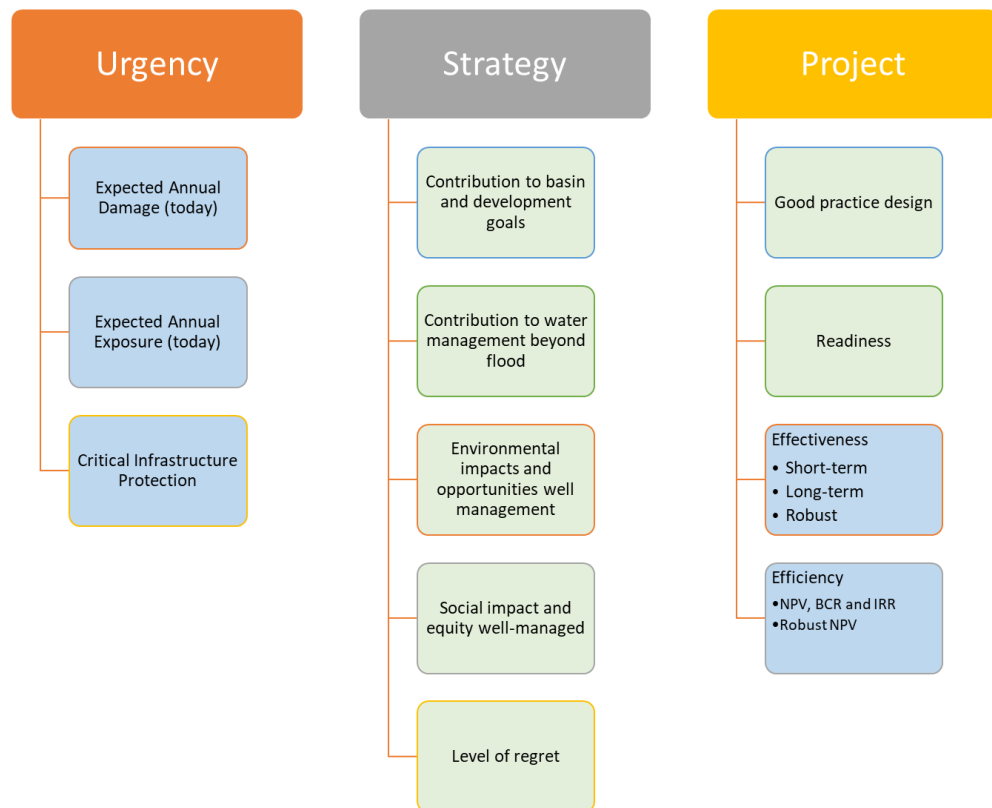 Urgency
Expected Annual
Damage (today)
Expected Annual
Exposure (today)
Critical Infrastructure
Protection
Strategy
Contribution to basin
and development
goals
Contribution to water
management beyond
flood
Environmental
impacts and
opportunities well
management
Social impact and
equity well-managed
Level of regret
Project
Good practice design
Readiness
Effectiveness
• Short-term
• Long-term
• Robust
Efficiency
•NPV, BCR and IRR
•Robust NPV